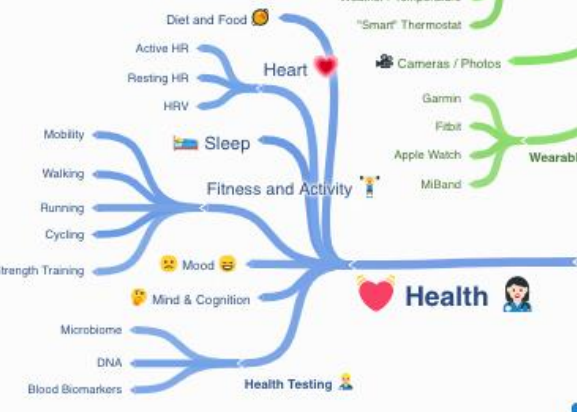 Diet and Food
"Smart" Thermostat
Active HR
Heart
Cameras / Photos
Resting HR
HRV
Garmin
Fitbit
Mobility
Sleep
Apple Watch
Wearabl
Walking
Fitness and Activity
MiBand
Running
Cycling
Mood
trength Training
Mind & Cognition
Health
Microbiome
DNA
Health Testing
Blood Biomarkers